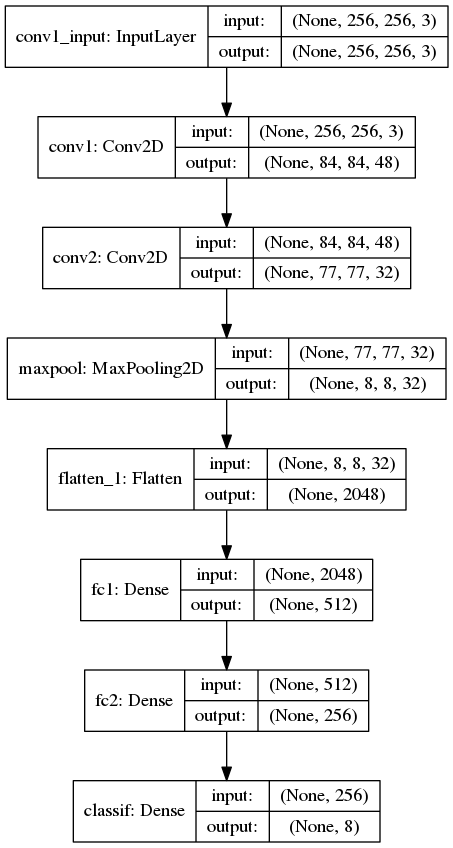 conv1_input: InputLayer
input: (None, 256, 256, 3)
output: (None, 256, 256, 3)
conv1: Conv2D
input: (None, 256, 256, 3)
output: (None, 84, 84, 48)
conv2: Conv2D
input: (None, 84, 84, 48)
output: (None, 77, 77, 32)
maxpool: MaxPooling2D
input: (None, 77, 77, 32)
output: (None, 8, 8, 32)
flatten_1: Flatten
input: (None, 8, 8, 32)
output: (None, 2048)
fc1: Dense
input: (None, 2048)
output: (None, 512)
fc2: Dense
input: (None, 512)
output: (None, 256)
classif: Dense
input: (None, 256)
output: (None, 8)